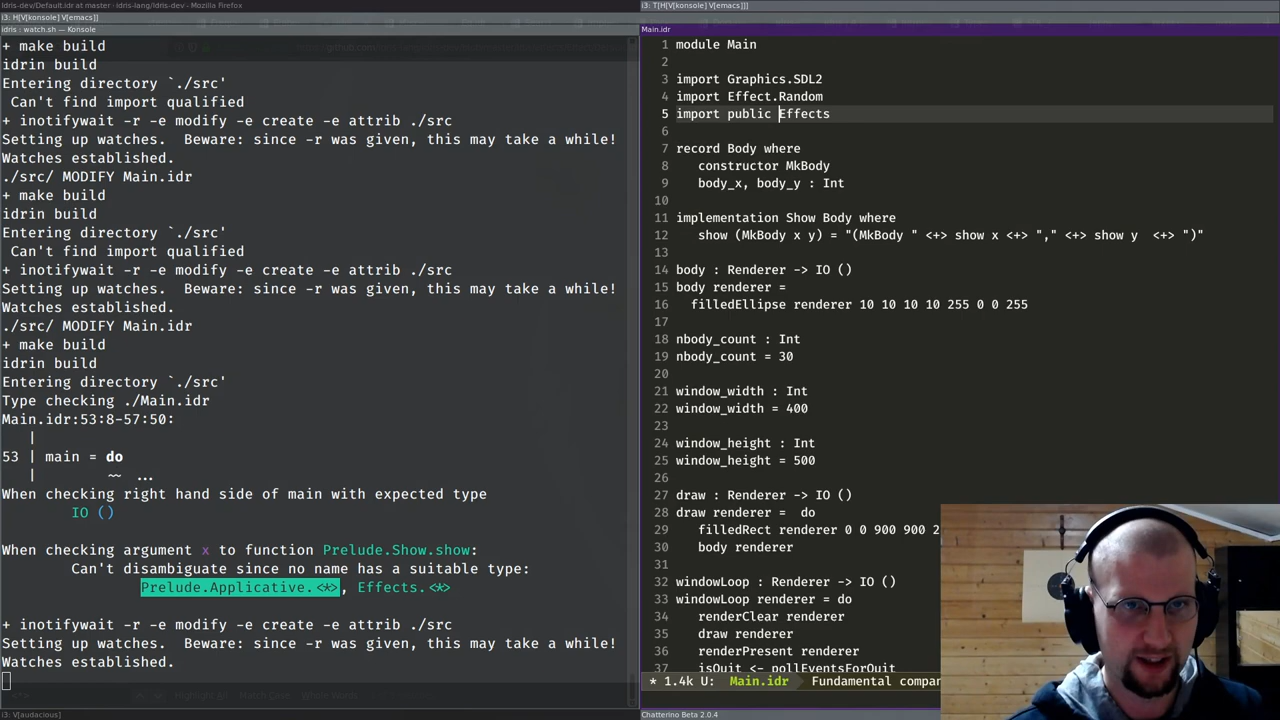 Idris-dev/Default.idr at master · idris-lang/Idris-dev - Mozilla Firefox
i3: H[V[konsole] V[emacs]]
idris : watch.sh — Konsole
+ make build
idrin build
Entering directory `./src'
 Can't find import qualified
+ inotifywait -r -e modify -e create -e attrib ./src
Setting up watches.  Beware: since -r was given, this may take a while!
Watches established.
./src/ MODIFY Main.idr
+ make build
idrin build
Entering directory `./src'
 Can't find import qualified
+ inotifywait -r -e modify -e create -e attrib ./src
Setting up watches.  Beware: since -r was given, this may take a while!
Watches established.
./src/ MODIFY Main.idr
+ make build
idrin build
Entering directory `./src'
Type checking ./Main.idr
Main.idr:53:8-57:50:
   |
53 | main = do
   |        ~~ ...
When checking right hand side of main with expected type
        IO ()
When checking argument x to function Prelude.Show.show:
        Can't disambiguate since no name has a suitable type:
                Prelude.Applicative.<*>, Effects.<*>
+ inotifywait -r -e modify -e create -e attrib ./src
Setting up watches.  Beware: since -r was given, this may take a while!
Watches established.
i3: V[audacious]
i3: T[H[V[konsole] V[emacs]]]
Main.idr
1 module Main
2
3 import Graphics.SDL2
4 import Effect.Random
5 import public Effects
6
7 record Body where
8    constructor MkBody
9    body_x, body_y : Int
10
11 implementation Show Body where
12    show (MkBody x y) = "(MkBody " <+> show x <+> "," <+> show y  <+> ")"
13
14 body : Renderer -> IO ()
15 body renderer =
16   filledEllipse renderer 10 10 10 10 255 0 0 255
17
18 nbody_count : Int
19 nbody_count = 30
20
21 window_width : Int
22 window_width = 400
23
24 window_height : Int
25 window_height = 500
26
27 draw : Renderer -> IO ()
28 draw renderer =  do
29    filledRect renderer 0 0 900 900 2
30    body renderer
31
32 windowLoop : Renderer -> IO ()
33 windowLoop renderer = do
34    renderClear renderer
35    draw renderer
36    renderPresent renderer
37    isQuit <- pollEventsForQuit
* 1.4k U: Main.idr Fundamental compan
Chatterino Beta 2.0.4